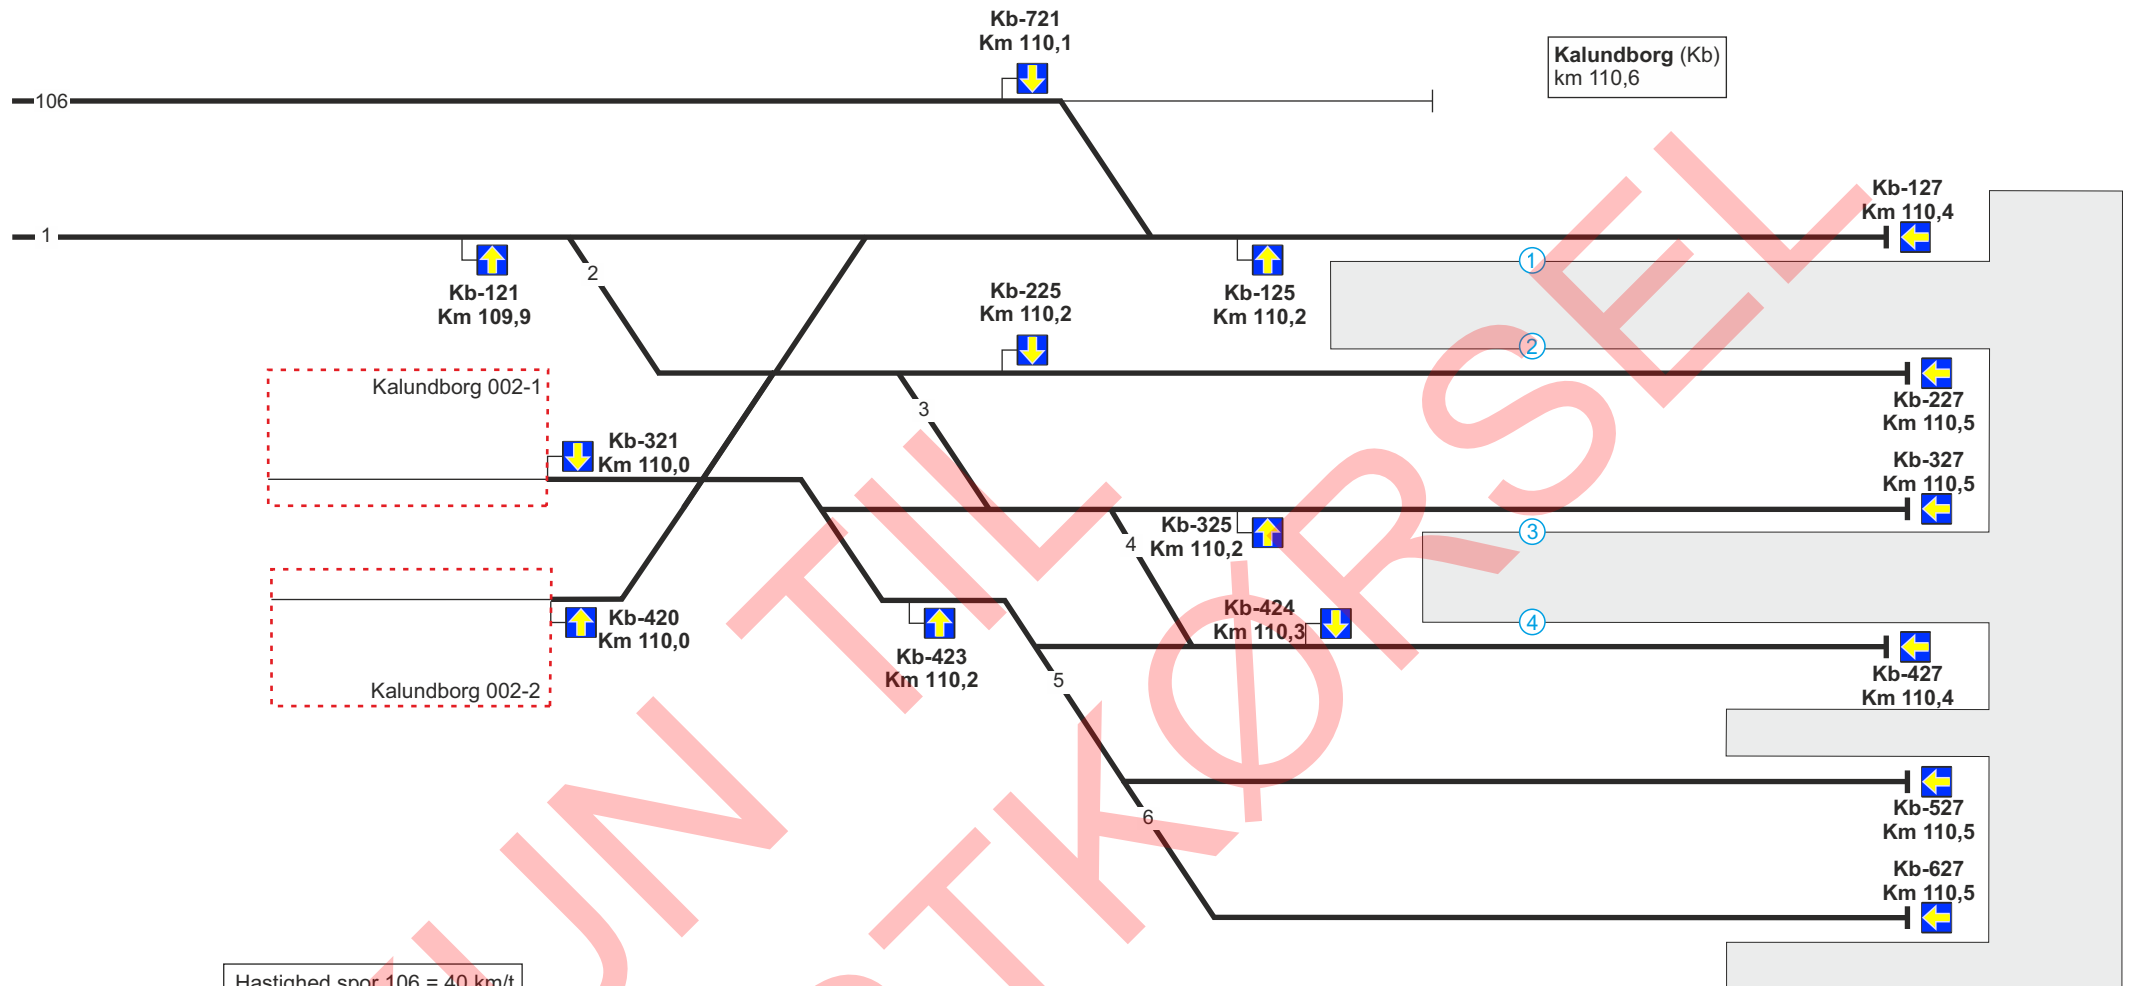 Kb-721
Km 110,1
Kalundborg (Kb)
km 110,6
106
Kb-127
Km 110,4
1
1
2
Kb-121
Km 109,9
Kb-225
Km 110,2
Kb-125
Km 110,2
2
Kalundborg 002-1
Kb-227
Km 110,5
3
Kb-321
Km 110,0
Kb-327
Km 110,5
Kb-325
Km 110,2
3
4
Kb-420
Km 110,0
Kb-424
Km 110,3
4
Kb-423
Km 110,2
Kb-427
Km 110,4
Kalundborg 002-2
5
Kb-527
Km 110,5
6
Kb-627
Km 110,5
Hastighed spor 106 = 40 km/t
KUN TIL
TKØRSEL